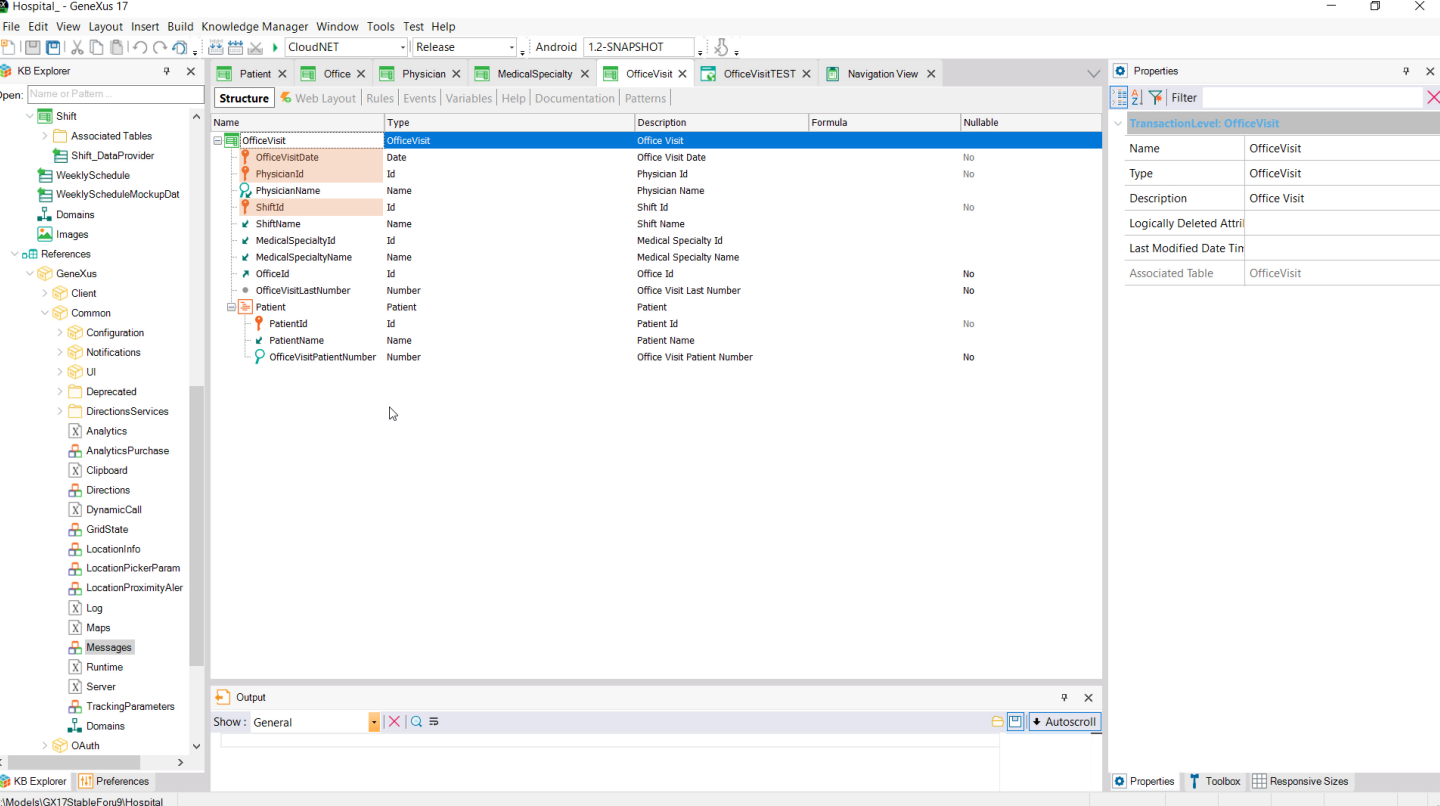 Hospital_ - GeneXus 17
File Edit View Layout Insert Build Knowledge Manager Window Tools Test Help
CloudNET Release Android 1.2-SNAPSHOT
KB Explorer
Open: Name or Pattern ...
Shift
Associated Tables
Shift_DataProvider
WeeklySchedule
WeeklyScheduleMockupDat
Domains
Images
References
GeneXus
Client
Common
Configuration
Notifications
UI
Deprecated
DirectionsServices
Analytics
AnalyticsPurchase
Clipboard
Directions
DynamicCall
GridState
LocationInfo
LocationPickerParam
LocationProximityAler
Log
Maps
Messages
Runtime
Server
TrackingParameters
Domains
OAuth
KB Explorer Preferences
:\Models\GX17StableForu9\Hospital
Patient Office Physician MedicalSpecialty OfficeVisit OfficeVisitTEST Navigation View
Structure Web Layout Rules Events Variables Help Documentation Patterns
Name Type Description Formula Nullable
OfficeVisit OfficeVisit Office Visit
OfficeVisitDate Date Office Visit Date No
PhysicianId Id Physician Id No
PhysicianName Name Physician Name
ShiftId Id Shift Id No
ShiftName Name Shift Name
MedicalSpecialtyId Id Medical Specialty Id
MedicalSpecialtyName Name Medical Specialty Name
OfficeId Id Office Id No
OfficeVisitLastNumber Number Office Visit Last Number No
Patient Patient Patient
PatientId Id Patient Id No
PatientName Name Patient Name
OfficeVisitPatientNumber Number Office Visit Patient Number No
Output
Show : General Autoscroll
Properties
Filter
TransactionLevel: OfficeVisit
Name OfficeVisit
Type OfficeVisit
Description Office Visit
Logically Deleted Attri
Last Modified Date Tim
Associated Table OfficeVisit
Properties Toolbox Responsive Sizes